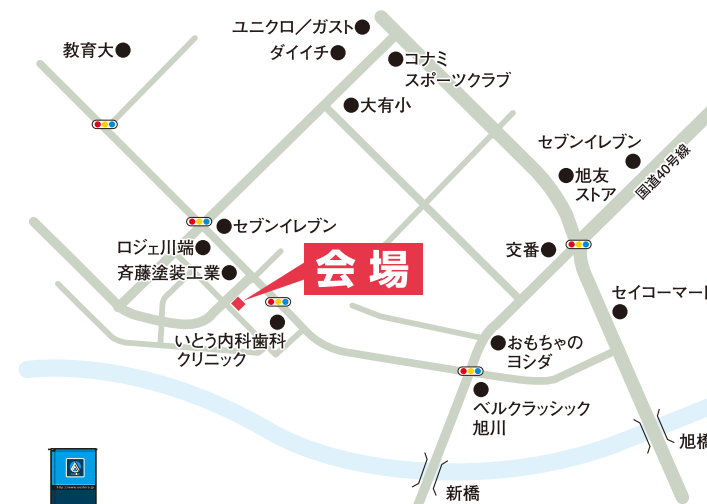 ユニクロ／ガスト
教育大
ダイイチ
コナミ
スポーツクラブ
大有小
セブンイレブン
旭友
ストア
国道40号線
セブンイレブン
ロジェ川端
交番
斉藤塗装工業
会場
セイコーマート
いとう内科歯科
クリニック
おもちゃの
ヨシダ
ベルクラッシック
旭川
旭橋
新橋